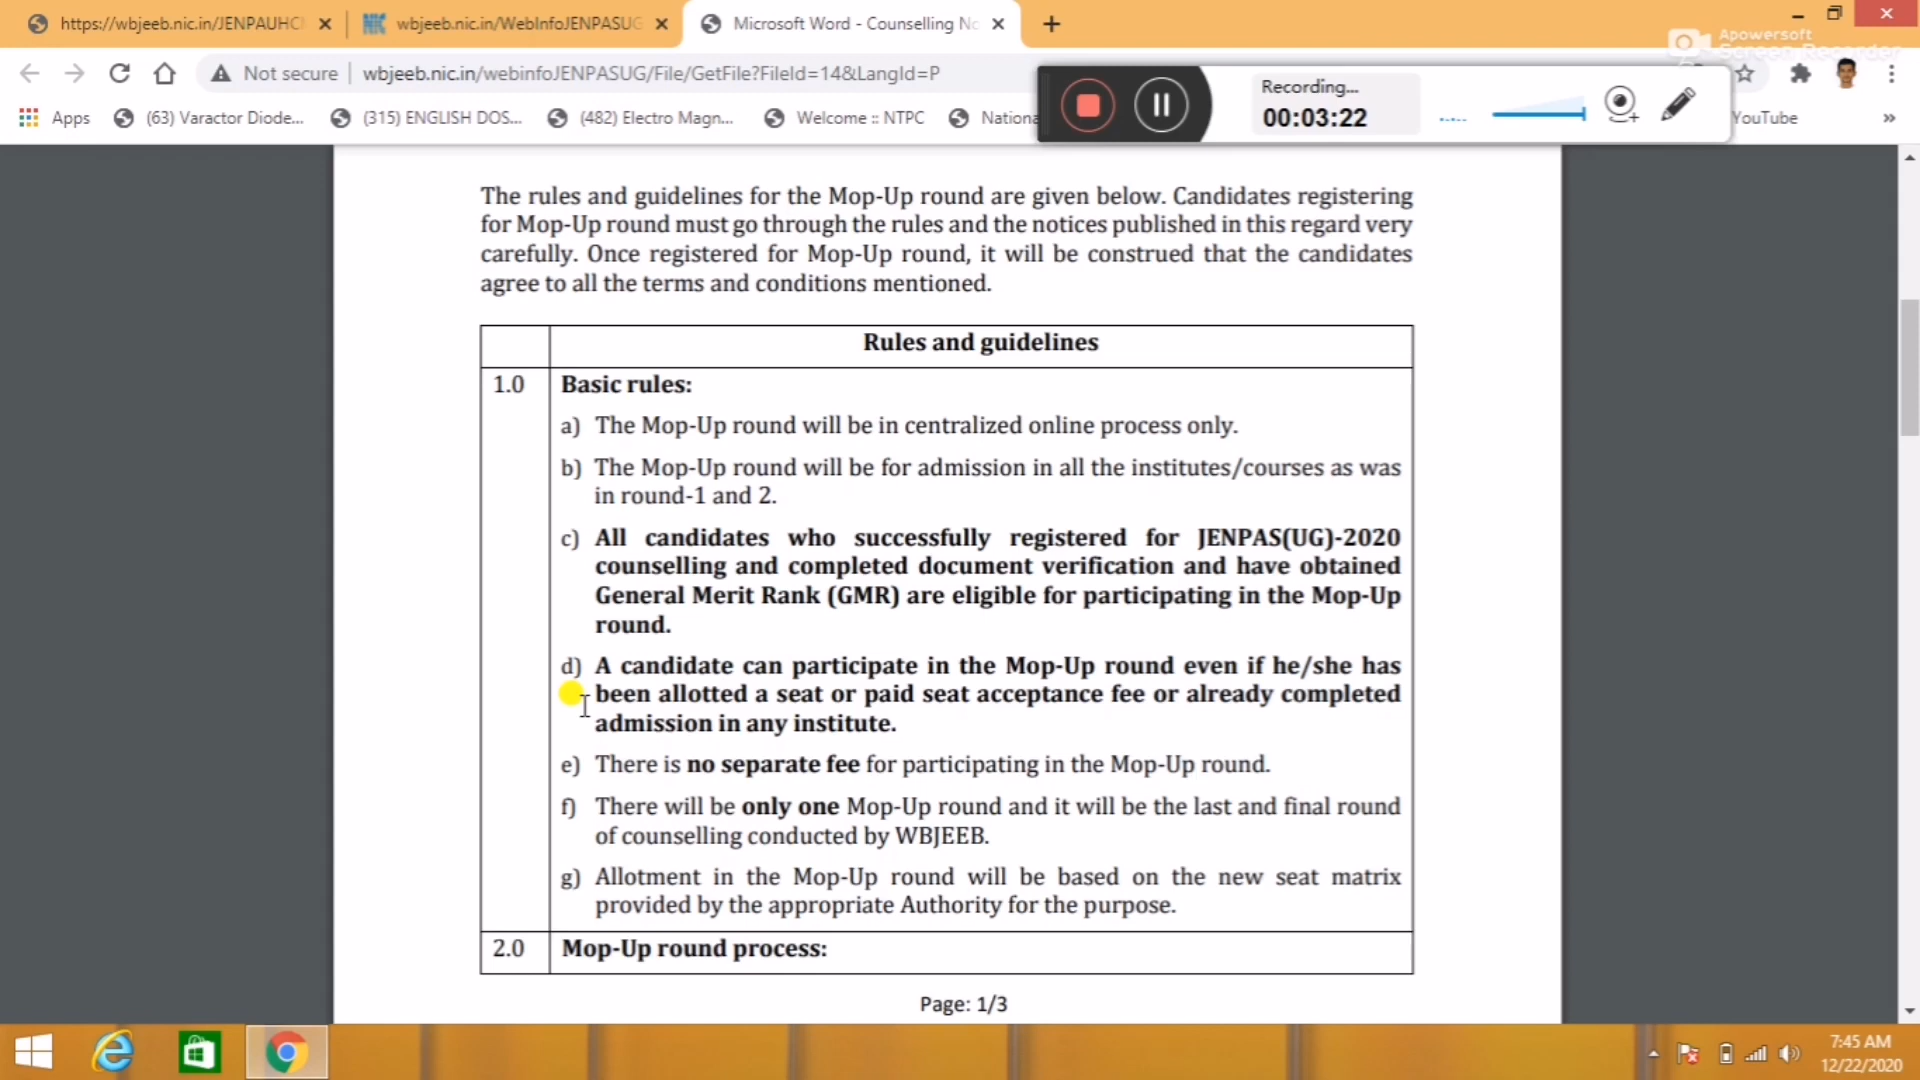 https://wbjeeb.nic.in/JENPAUHCM
wbjeeb.nic.in/WebInfoJENPASUG
Microsoft Word - Counselling No
Apowersoft
Screen Recorder
Not secure
wbjeeb.nic.in/webinfoJENPASUG/File/GetFile?FileId=14&LangId=P
Recording...
00:03:22
Apps
(63) Varactor Diode...
(315) ENGLISH DOS...
(482) Electro Magn...
Welcome :: NTPC
Nationa
YouTube
»
The rules and guidelines for the Mop-Up round are given below. Candidates registering
for Mop-Up round must go through the rules and the notices published in this regard very
carefully. Once registered for Mop-Up round, it will be construed that the candidates
agree to all the terms and conditions mentioned.
Rules and guidelines
1.0 Basic rules:
a) The Mop-Up round will be in centralized online process only.
b) The Mop-Up round will be for admission in all the institutes/courses as was
in round-1 and 2.
c) All candidates who successfully registered for JENPAS(UG)-2020
counselling and completed document verification and have obtained
General Merit Rank (GMR) are eligible for participating in the Mop-Up
round.
d) A candidate can participate in the Mop-Up round even if he/she has
been allotted a seat or paid seat acceptance fee or already completed
admission in any institute.
e) There is no separate fee for participating in the Mop-Up round.
f) There will be only one Mop-Up round and it will be the last and final round
of counselling conducted by WBJEEB.
g) Allotment in the Mop-Up round will be based on the new seat matrix
provided by the appropriate Authority for the purpose.
2.0 Mop-Up round process:
Page: 1/3
7:45 AM
12/22/2020